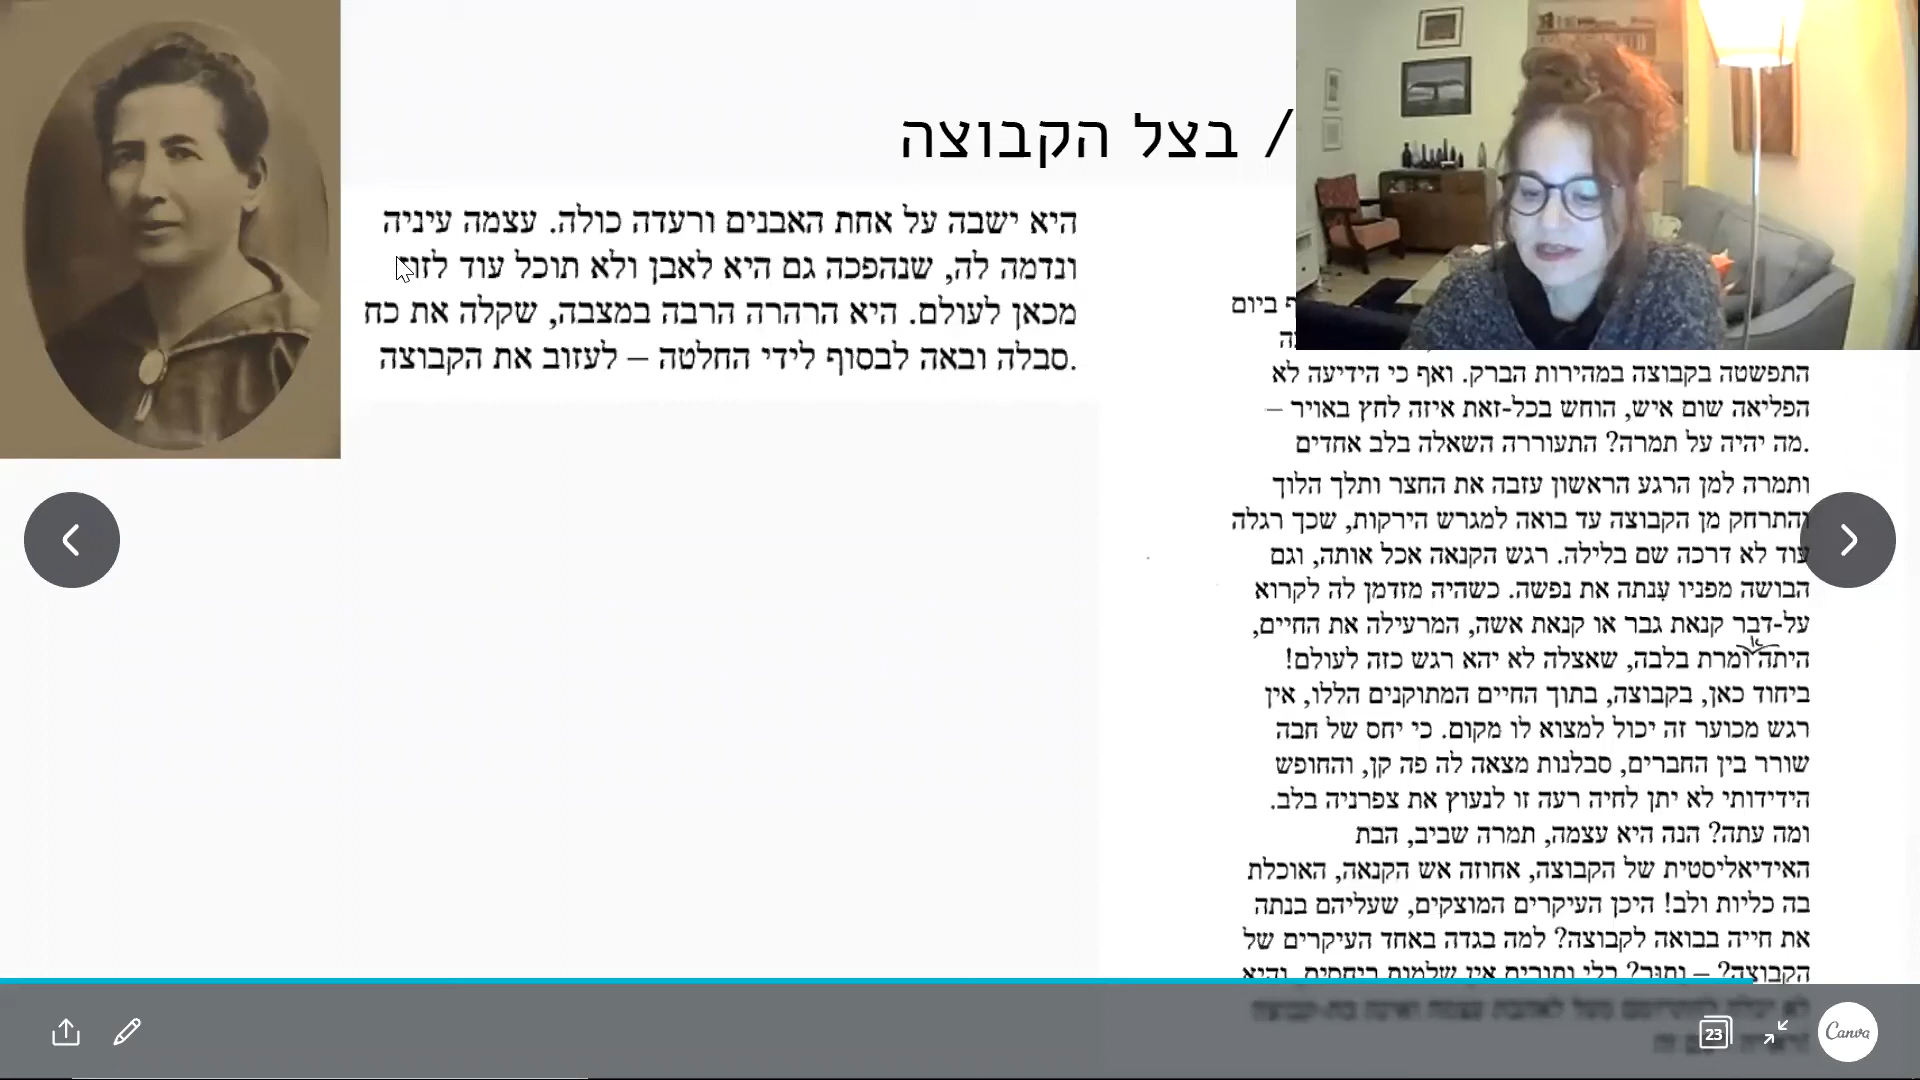 / בצל הקבוצה
ביום
התפשטה בקבוצה במהירות הברק. ואף כי הידיעה לא
הפליאה שום איש, הוחש בכל-זאת איזה לחץ באויר –
מה יהיה על תמרה? התעוררה השאלה בלב אחדים.
ותמרה למן הרגע הראשון עזבה את החצר ותלך הלוך
והתרחק מן הקבוצה עד בואה למגרש הירקות, שכך רגלה
עוד לא דרכה שם בלילה. רגש הקנאה אכל אותה, וגם
הבושה מפניו ענתה את נפשה. כשהיה מזדמן לה לקרוא
על-דבר קנאת גבר או קנאת אשה, המרעילה את החיים,
היתה ומרת בלבה, שאצלה לא יהא רגש כזה לעולם!
א
ביחוד כאן, בקבוצה, בתוך החיים המתוקנים הללו, אין
רגש מכוער זה יכול למצוא לו מקום. כי יחס של חבה
שורר בין החברים, סבלנות מצאה לה פה קן, והחופש
הידידותי לא יתן לחיה רעה זו לנעוץ את צפרניה בלב.
ומה עתה? הנה היא עצמה, תמרה שביב, הבת
האידיאליסטית של הקבוצה, אחוזה אש הקנאה, האוכלת
בה כליות ולב! היכן העיקרים המוצקים, שעליהם בנתה
את חייה בבואה לקבוצה? למה בגדה באחד העיקרים של
הקבוצה? – ותוּר? בלי ותורים אין שלמות ביחסים. והיא
היא ישבה על אחת האבנים ורעדה כולה. עצמה עיניה
ונדמה לה, שנהפכה גם היא לאבן ולא תוכל עוד לזוז
מכאן לעולם. היא הרהרה הרבה במצבה, שקלה את כח
סבלה ובאה לבסוף לידי החלטה – לעזוב את הקבוצה.
23
Canva